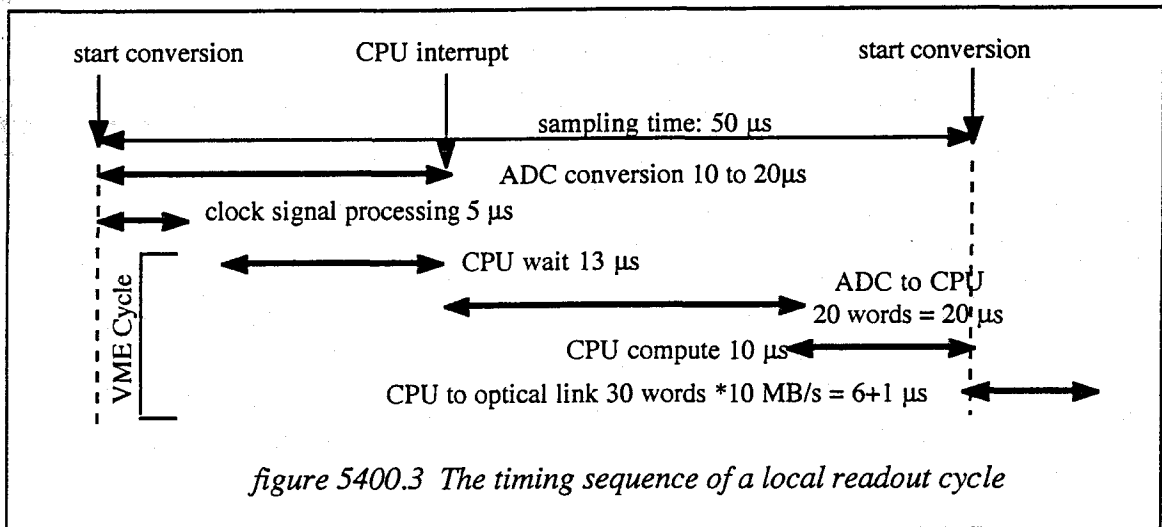 start conversion
CPU interrupt
start conversion
sampling time: 50 µs
ADC conversion 10 to 20µs
clock signal processing 5 µs
CPU wait 13 µs
ADC to CPU
20 words = 20 µs
VME Cycle
CPU compute 10 µs
CPU to optical link 30 words *10 MB/s = 6+1 µs
figure 5400.3 The timing sequence of a local readout cycle